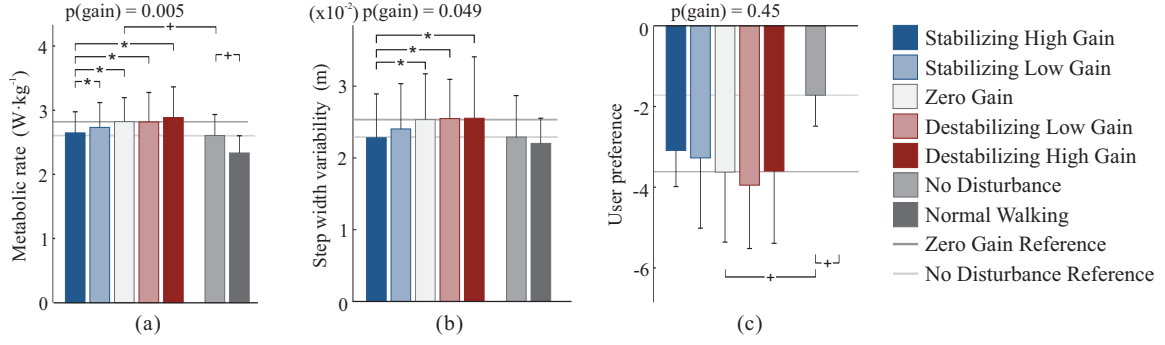 p(gain) = 0.005
Metabolic rate (W·kg⁻¹)
4
3
2
1
0
+
*
*
*
*
+
(a)
(x10⁻²)
p(gain) = 0.049
Step width variability (m)
4
2
0
*
*
*
(b)
p(gain) = 0.45
User preference
0
-2
-4
-6
+
+
(c)
Stabilizing High Gain
Stabilizing Low Gain
Zero Gain
Destabilizing Low Gain
Destabilizing High Gain
No Disturbance
Normal Walking
Zero Gain Reference
No Disturbance Reference